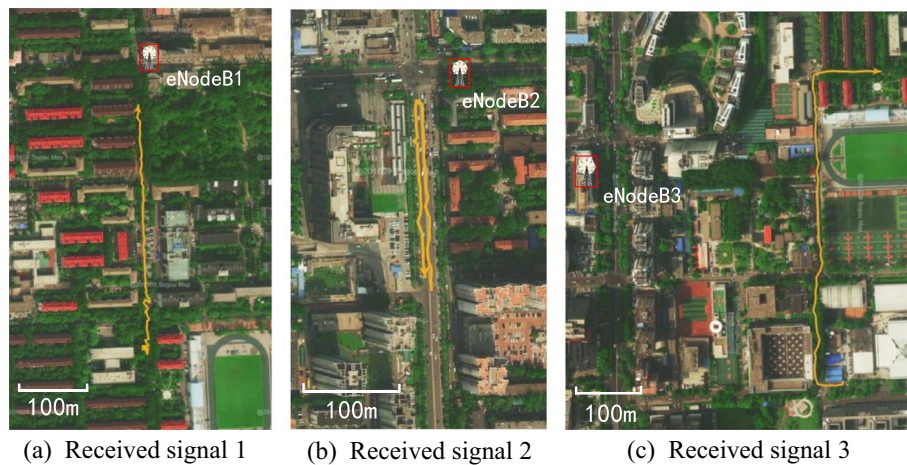 eNodeB1
eNodeB2
eNodeB3
100m
100m
100m
(a) Received signal 1
(b) Received signal 2
(c) Received signal 3